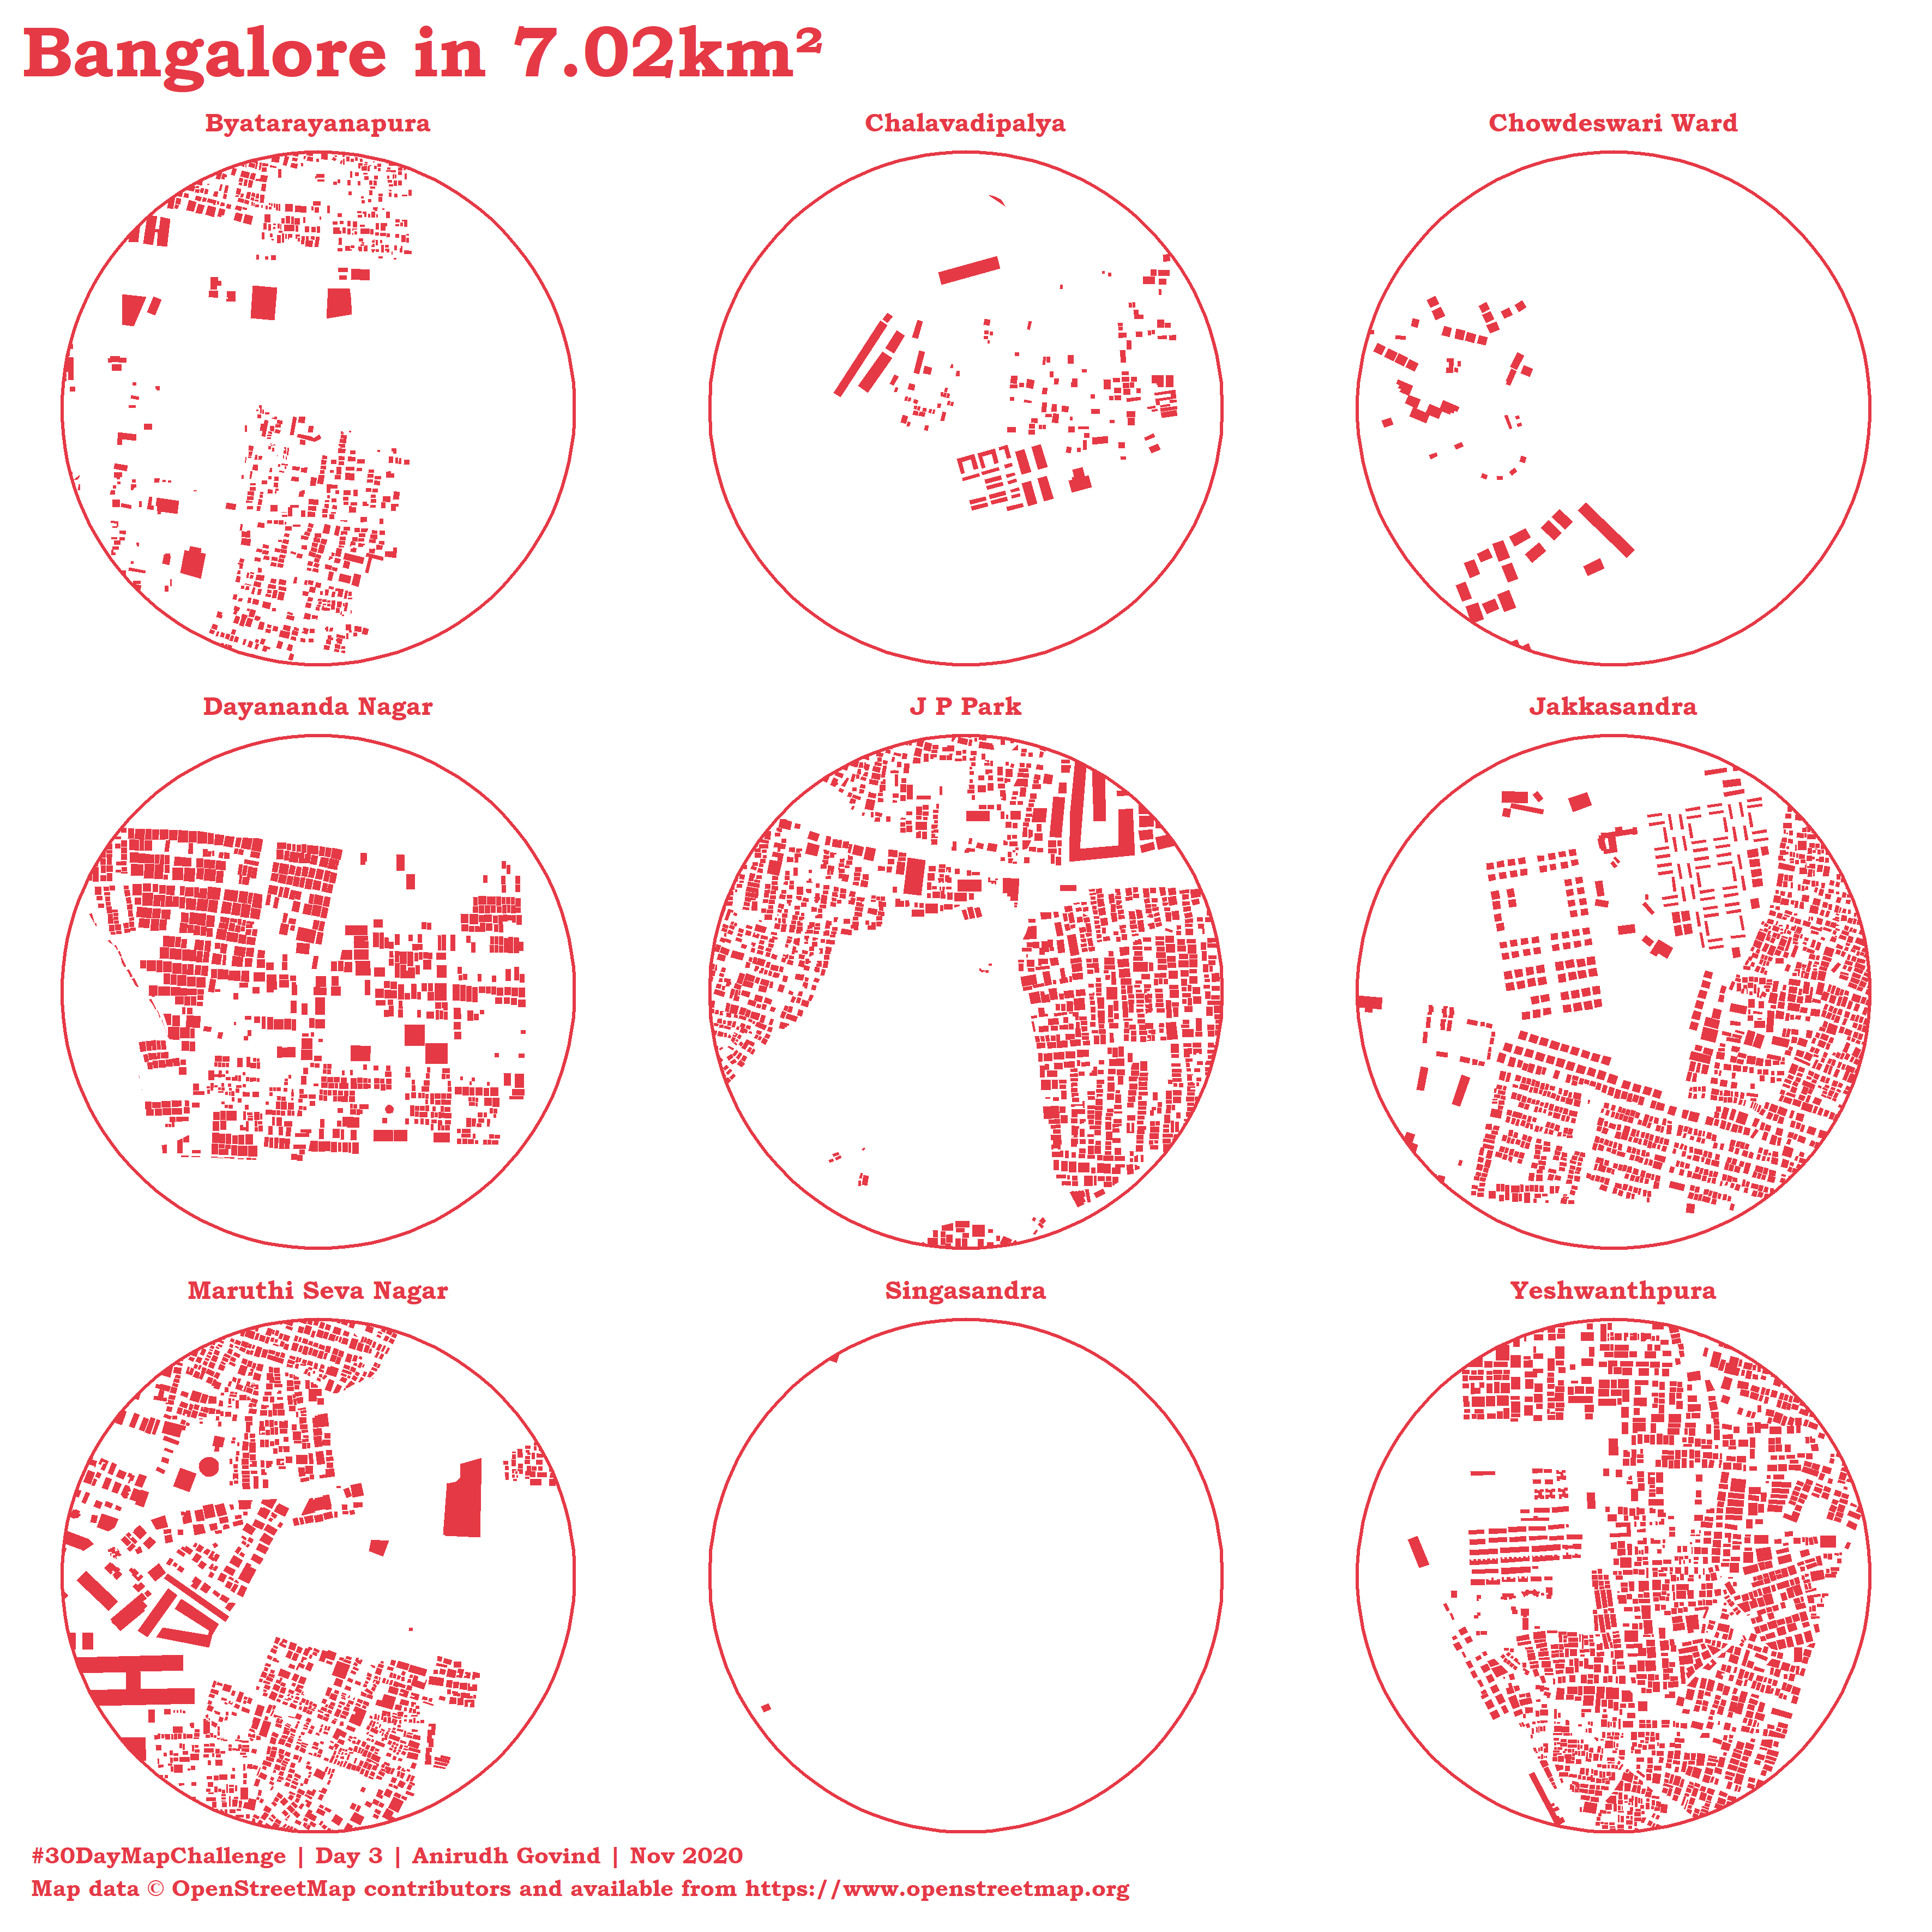 Bangalore in 7.02km²
Byatarayanapura
Chalavadipalya
Chowdeswari Ward
Dayananda Nagar
J P Park
Jakkasandra
Maruthi Seva Nagar
Singasandra
Yeshwanthpura
#30DayMapChallenge | Day 3 | Anirudh Govind | Nov 2020
Map data © OpenStreetMap contributors and available from https://www.openstreetmap.org